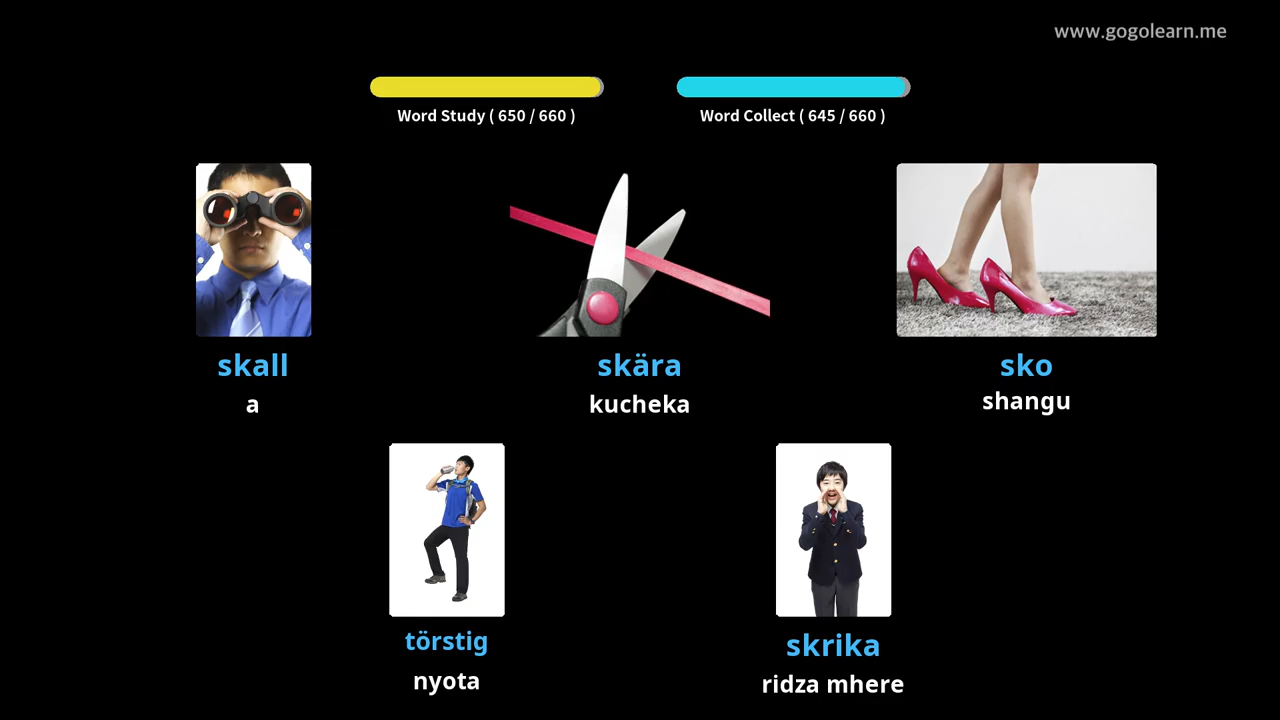 www.gogolearn.me
Word Study ( 650 / 660 )
Word Collect ( 645 / 660 )
skall
a
skära
kucheka
sko
shangu
törstig
nyota
skrika
ridza mhere